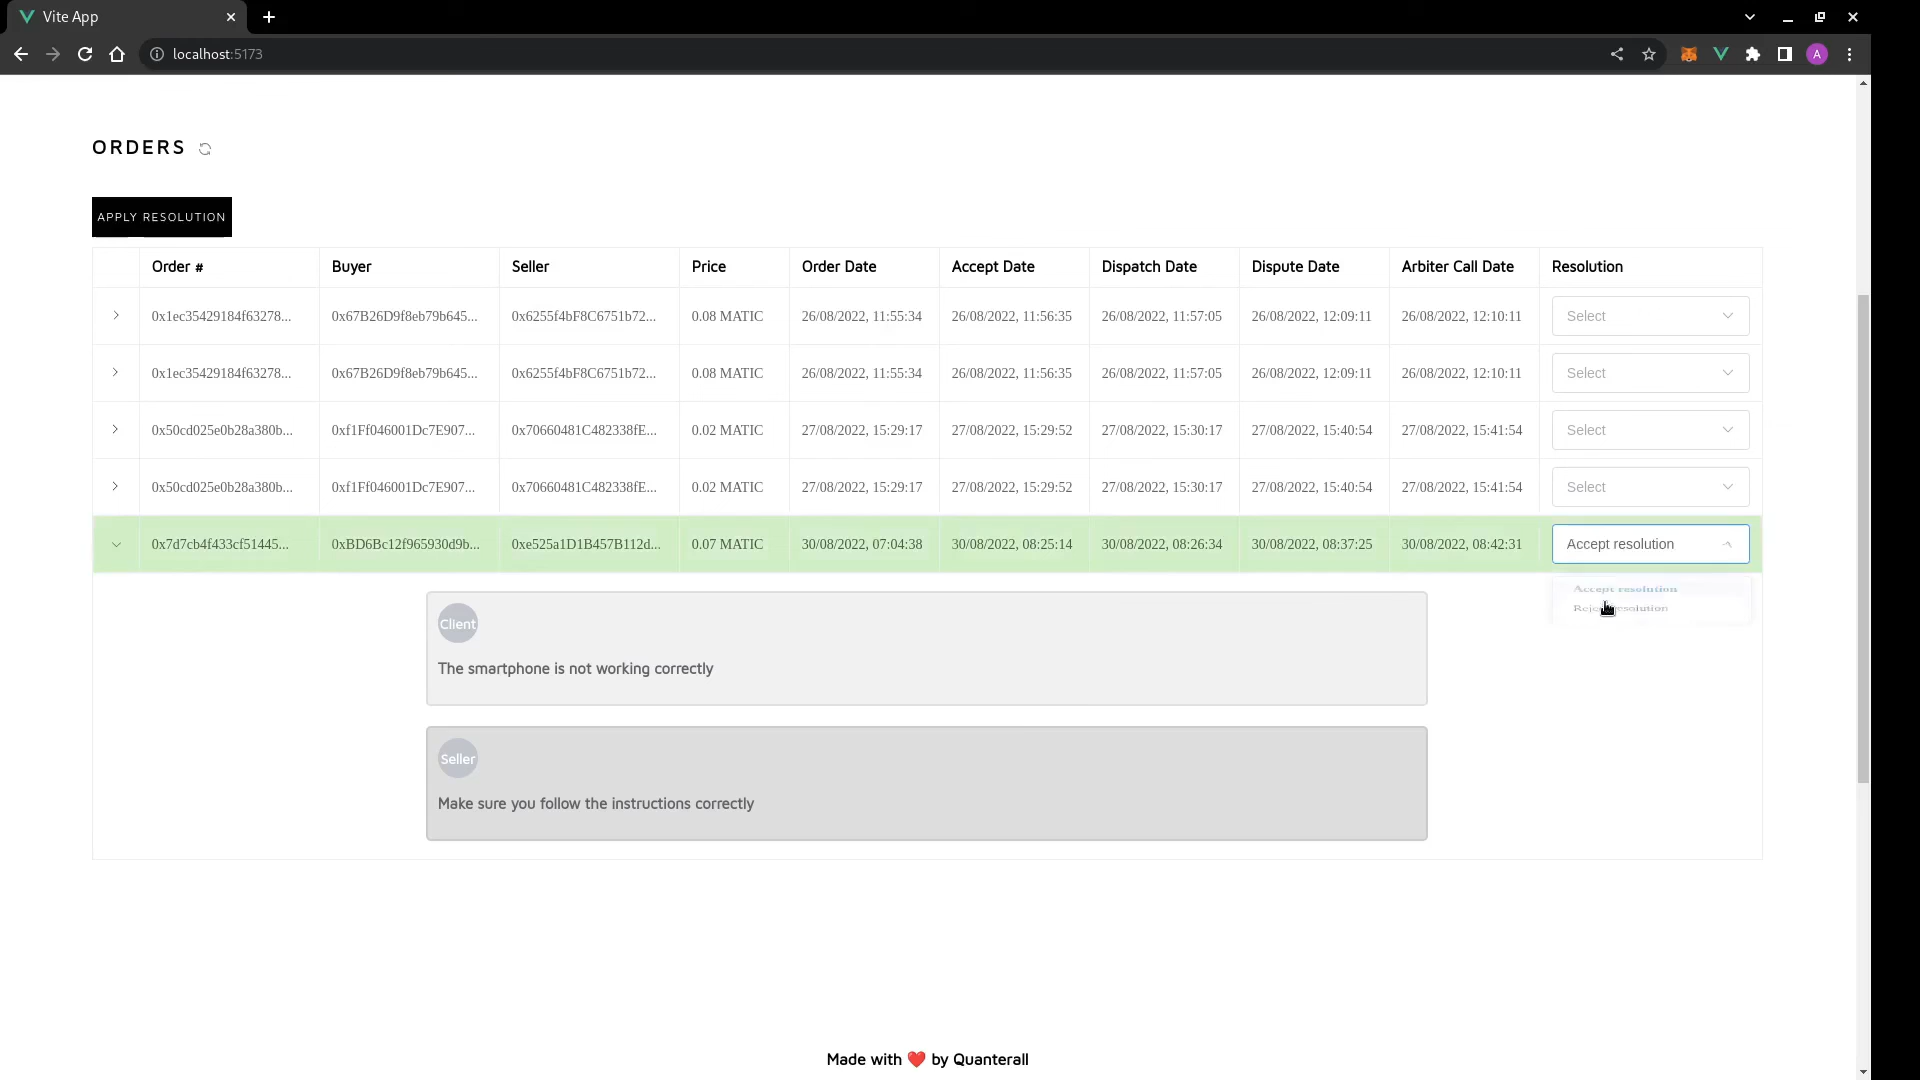 Vite App
localhost:5173
A
ORDERS
APPLY RESOLUTION
Order # Buyer Seller Price Order Date Accept Date Dispatch Date Dispute Date Arbiter Call Date Resolution
0x1ec35429184f63278... 0x67B26D9f8eb79b645... 0x6255f4bF8C6751b72... 0.08 MATIC 26/08/2022, 11:55:34 26/08/2022, 11:56:35 26/08/2022, 11:57:05 26/08/2022, 12:09:11 26/08/2022, 12:10:11 Select
0x1ec35429184f63278... 0x67B26D9f8eb79b645... 0x6255f4bF8C6751b72... 0.08 MATIC 26/08/2022, 11:55:34 26/08/2022, 11:56:35 26/08/2022, 11:57:05 26/08/2022, 12:09:11 26/08/2022, 12:10:11 Select
0x50cd025e0b28a380b... 0xf1Ff046001Dc7E907... 0x70660481C482338fE... 0.02 MATIC 27/08/2022, 15:29:17 27/08/2022, 15:29:52 27/08/2022, 15:30:17 27/08/2022, 15:40:54 27/08/2022, 15:41:54 Select
0x50cd025e0b28a380b... 0xf1Ff046001Dc7E907... 0x70660481C482338fE... 0.02 MATIC 27/08/2022, 15:29:17 27/08/2022, 15:29:52 27/08/2022, 15:30:17 27/08/2022, 15:40:54 27/08/2022, 15:41:54 Select
0x7d7cb4f433cf51445... 0xBD6Bc12f965930d9b... 0xe525a1D1B457B112d... 0.07 MATIC 30/08/2022, 07:04:38 30/08/2022, 08:25:14 30/08/2022, 08:26:34 30/08/2022, 08:37:25 30/08/2022, 08:42:31 Accept resolution
Accept resolution
Reject resolution
Client
The smartphone is not working correctly
Seller
Make sure you follow the instructions correctly
Made with ❤️ by Quanterall